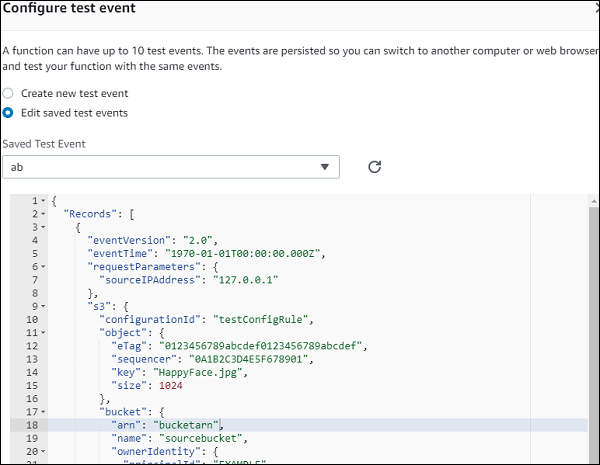 Configure test event
A function can have up to 10 test events. The events are persisted so you can switch to another computer or web browser
and test your function with the same events.
Create new test event
Edit saved test events
Saved Test Event
ab
1 {
2 "Records": [
3 {
4 "eventVersion": "2.0",
5 "eventTime": "1970-01-01T00:00:00.000Z",
6 "requestParameters": {
7 "sourceIPAddress": "127.0.0.1"
8 },
9 "s3": {
10 "configurationId": "testConfigRule",
11 "object": {
12 "eTag": "0123456789abcdef0123456789abcdef",
13 "sequencer": "0A1B2C3D4E5F678901",
14 "key": "HappyFace.jpg",
15 "size": 1024
16 },
17 "bucket": {
18 "arn": "bucketarn",
19 "name": "sourcebucket",
20 "ownerIdentity": {
"principalId": "EXAMPLE"